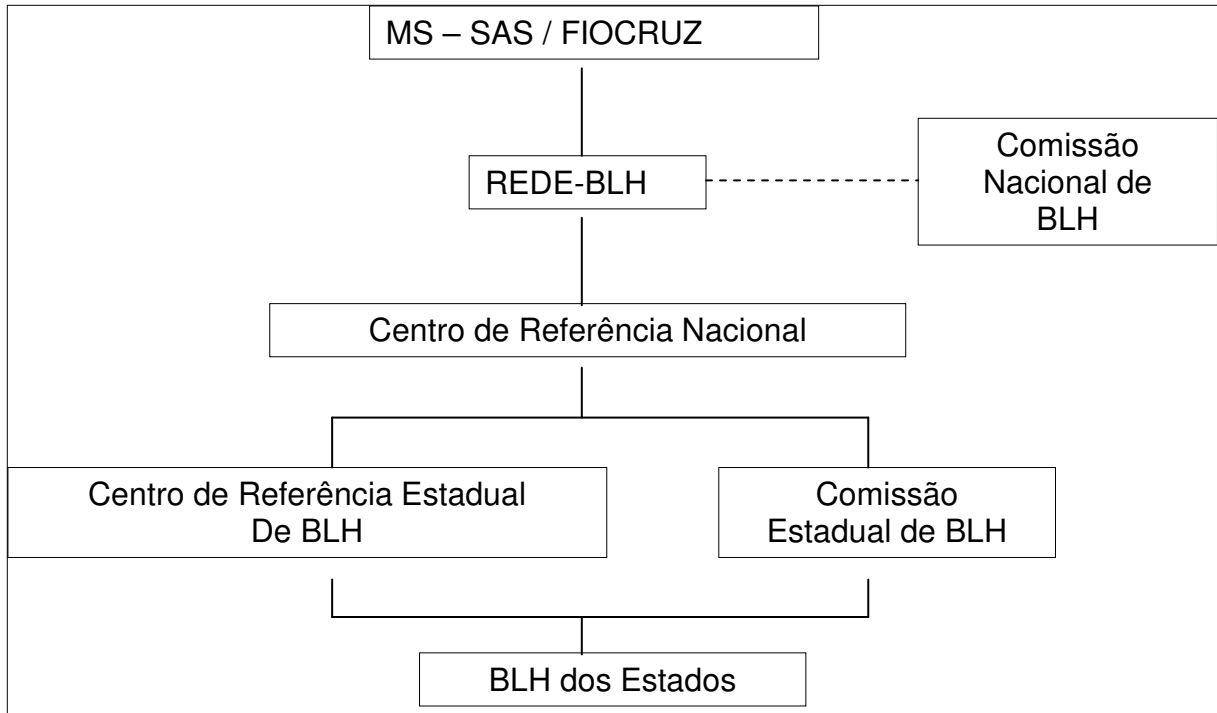 MS – SAS / FIOCRUZ
REDE-BLH
Comissão
Nacional de
BLH
Centro de Referência Nacional
Centro de Referência Estadual
De BLH
Comissão
Estadual de BLH
BLH dos Estados